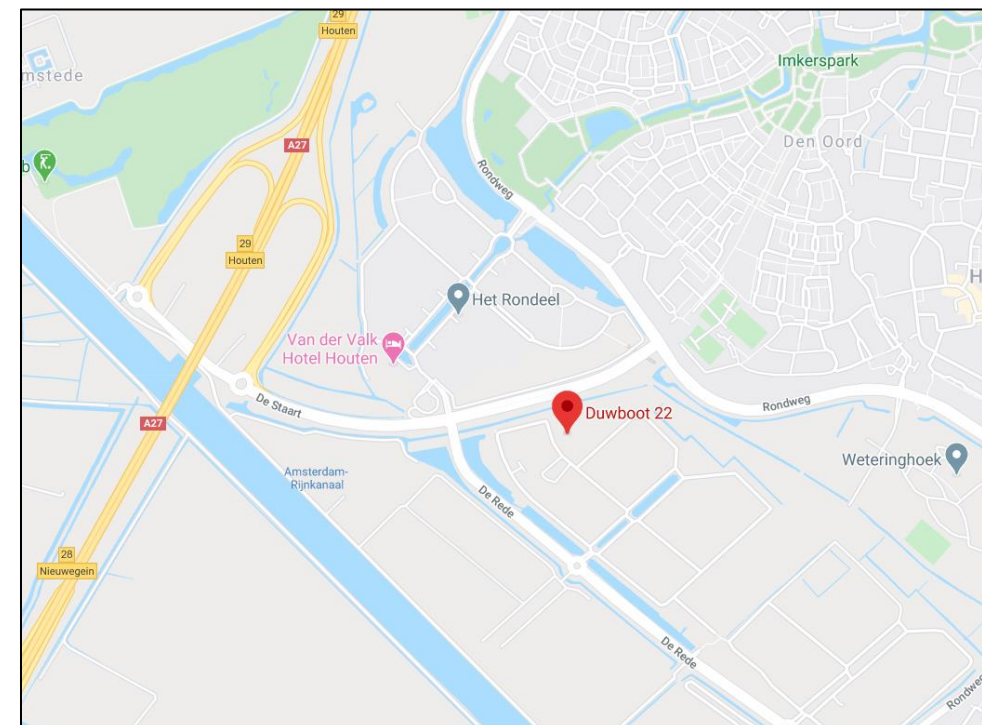 29
Houten
mstede
Imkerspark
A27
Den Oord
b
Rondweg
29
Houten
H
Het Rondeel
Van der Valk
Hotel Houten
De Staart
Duwboot 22
Rondweg
A27
Weteringhoek
Amsterdam-
Rijnkanaal
De Rede
28
Nieuwegein
De Rede
Rondweg